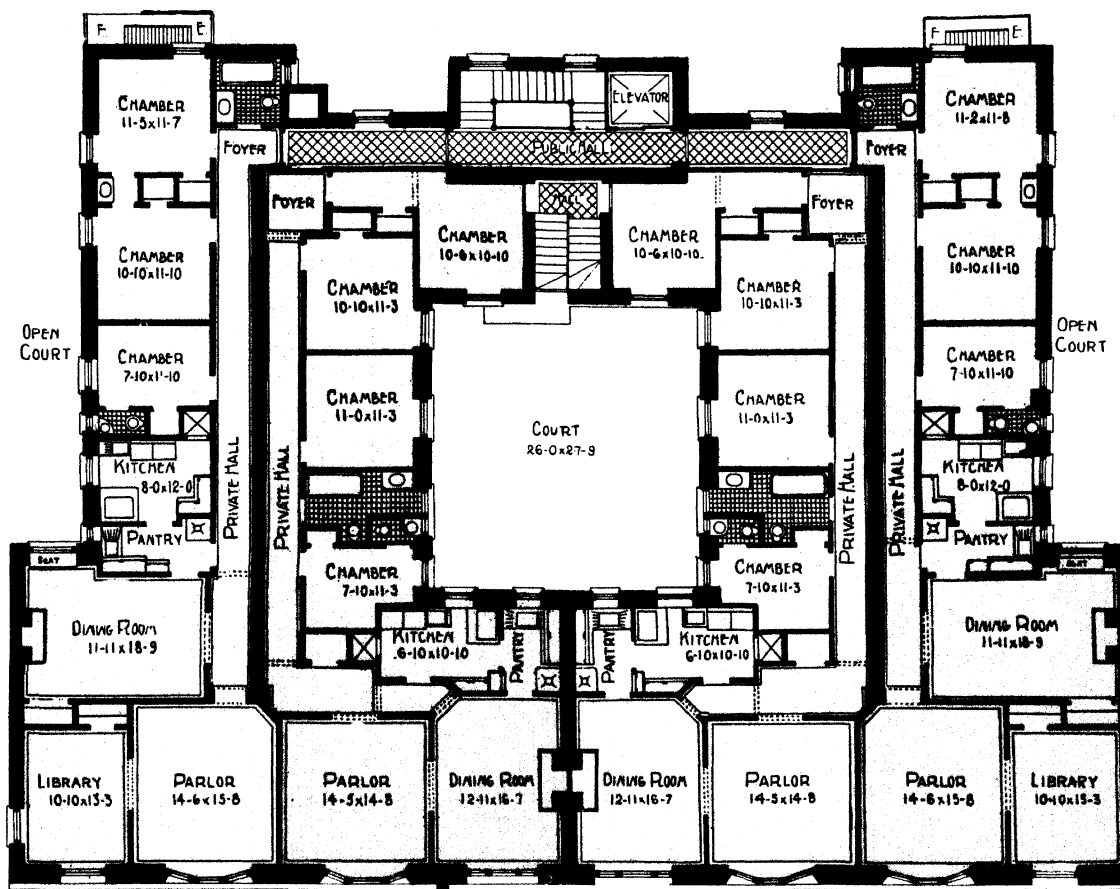 F. E.
F. E.
CHAMBER
11-5x11-7
ELEVATOR
CHAMBER
11-2x11-8
FOYER
PUBLIC HALL
FOYER
FOYER
HALL
FOYER
CHAMBER
10-6x10-10
CHAMBER
10-6x10-10
CHAMBER
10-10x11-10
CHAMBER
10-10x11-3
CHAMBER
10-10x11-3
CHAMBER
10-10x11-10
OPEN
COURT
OPEN
COURT
CHAMBER
7-10x11-10
CHAMBER
11-0x11-3
CHAMBER
11-0x11-3
CHAMBER
7-10x11-10
COURT
26-0x27-9
KITCHEN
8-0x12-0
PRIVATE HALL
PRIVATE HALL
PRIVATE HALL
PRIVATE HALL
KITCHEN
8-0x12-0
PANTRY
PANTRY
SEAT
SEAT
CHAMBER
7-10x11-3
CHAMBER
7-10x11-3
DINING ROOM
11-11x18-9
KITCHEN
6-10x10-10
PANTRY
PANTRY
KITCHEN
6-10x10-10
DINING ROOM
11-11x18-9
LIBRARY
10-10x15-3
PARLOR
14-6x15-8
PARLOR
14-5x14-8
DINING ROOM
12-11x16-7
DINING ROOM
12-11x16-7
PARLOR
14-5x14-8
PARLOR
14-6x15-8
LIBRARY
10-10x15-3